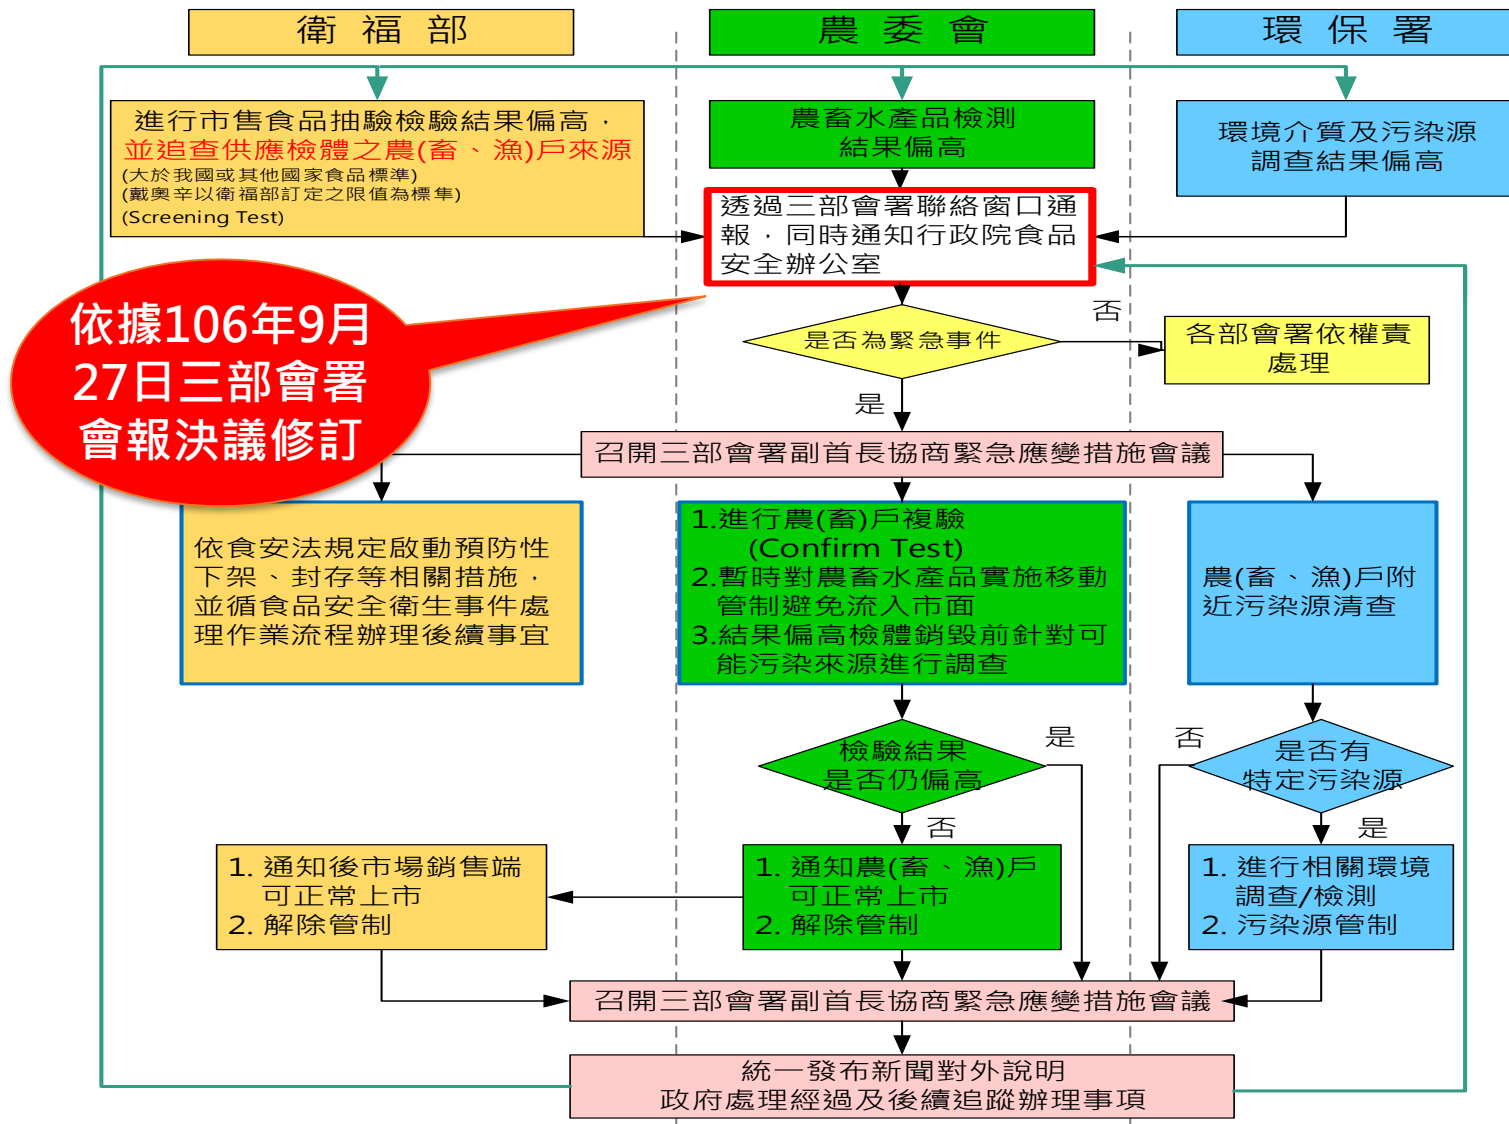 衛福部
農委會
環保署
進行市售食品抽驗檢驗結果偏高，
並追查供應檢體之農(畜、漁)戶來源
(大於我國或其他國家食品標準)
(戴奧辛以衛福部訂定之限值為標隼)
(Screening Test)
農畜水產品檢測
結果偏高
環境介質及污染源
調查結果偏高
透過三部會署聯絡窗口通
報，同時通知行政院食品
安全辦公室
依據106年9月
27日三部會署
會報決議修訂
是否為緊急事件
否
各部會署依權責
處理
是
召開三部會署副首長協商緊急應變措施會議
依食安法規定啟動預防性
下架、封存等相關措施，
並循食品安全衛生事件處
理作業流程辦理後續事宜
1.進行農(畜)戶複驗
(Confirm Test)
2.暫時對農畜水產品實施移動
管制避免流入市面
3.結果偏高檢體銷毀前針對可
能污染來源進行調查
農(畜、漁)戶附
近污染源清查
檢驗結果
是否仍偏高
是
否
是否有
特定污染源
否
是
1. 通知後市場銷售端
可正常上市
2. 解除管制
1. 通知農(畜、漁)戶
可正常上市
2. 解除管制
1. 進行相關環境
調查/檢測
2. 污染源管制
召開三部會署副首長協商緊急應變措施會議
統一發布新聞對外說明
政府處理經過及後續追蹤辦理事項